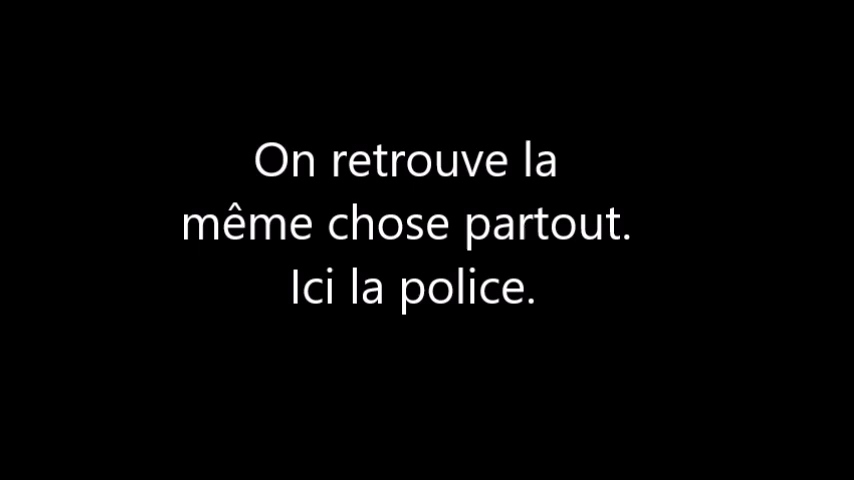 On retrouve la
même chose partout.
Ici la police.